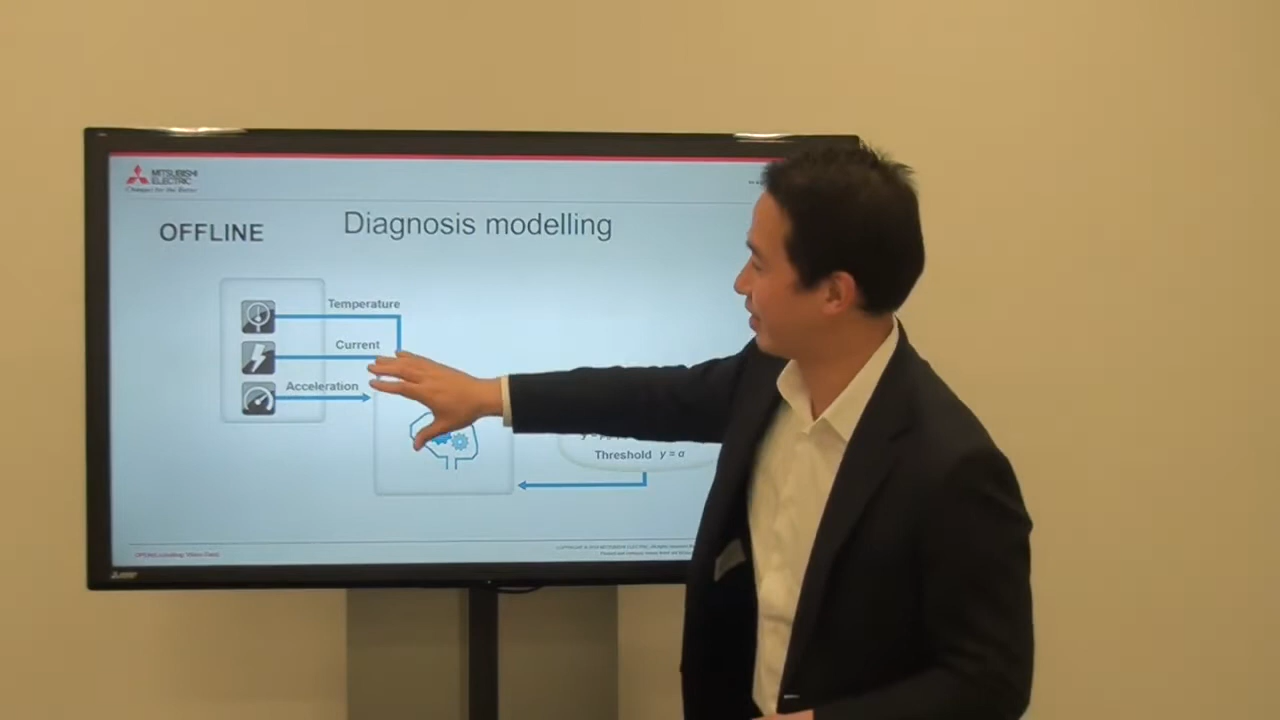 MITSUBISHI
ELECTRIC
Changes for the Better
OFFLINE
Diagnosis modelling
Temperature
Current
Acceleration
Threshold y = α